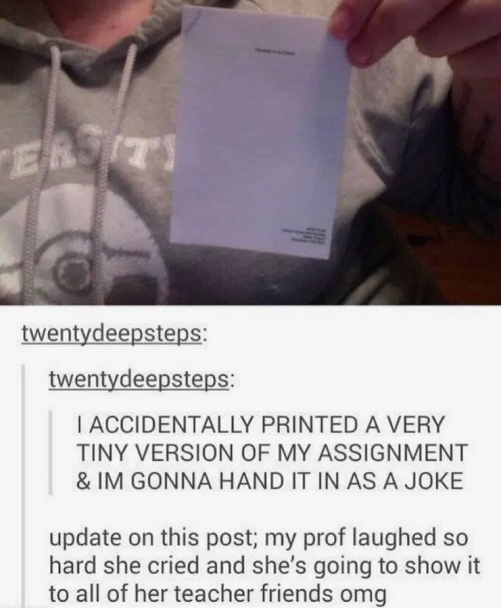 ERSITY
twentydeepsteps:
twentydeepsteps:
I ACCIDENTALLY PRINTED A VERY
TINY VERSION OF MY ASSIGNMENT
& IM GONNA HAND IT IN AS A JOKE
update on this post; my prof laughed so
hard she cried and she's going to show it
to all of her teacher friends omg